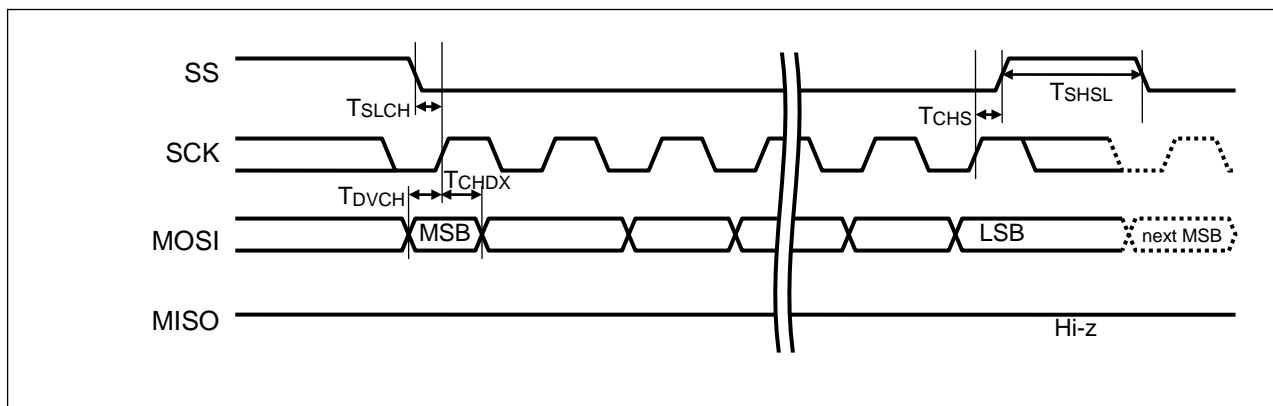 SS
TSLCH
TCHS
TSHSL
SCK
TDVCH
TCHDX
MOSI
MSB
LSB
next MSB
MISO
Hi-z